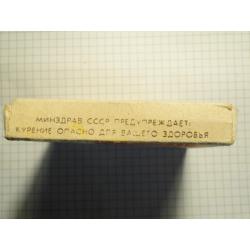 МИНЗДРАВ СССР ПРЕДУПРЕЖДАЕТ:
КУРЕНИЕ ОПАСНО ДЛЯ ВАШЕГО ЗДОРОВЬЯ